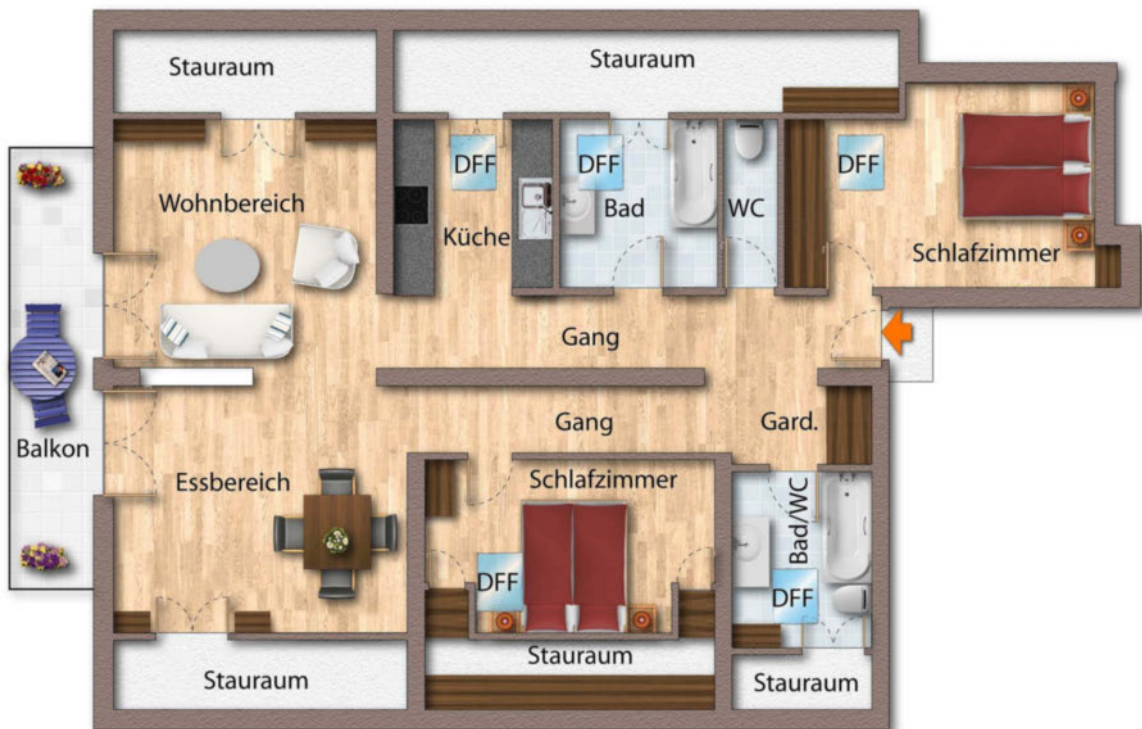 Stauraum
Stauraum
DFF
DFF
DFF
Wohnbereich
Küche
Bad
WC
Schlafzimmer
Gang
Balkon
Gang
Gard.
Essbereich
Schlafzimmer
Bad/WC
DFF
DFF
Stauraum
Stauraum
Stauraum